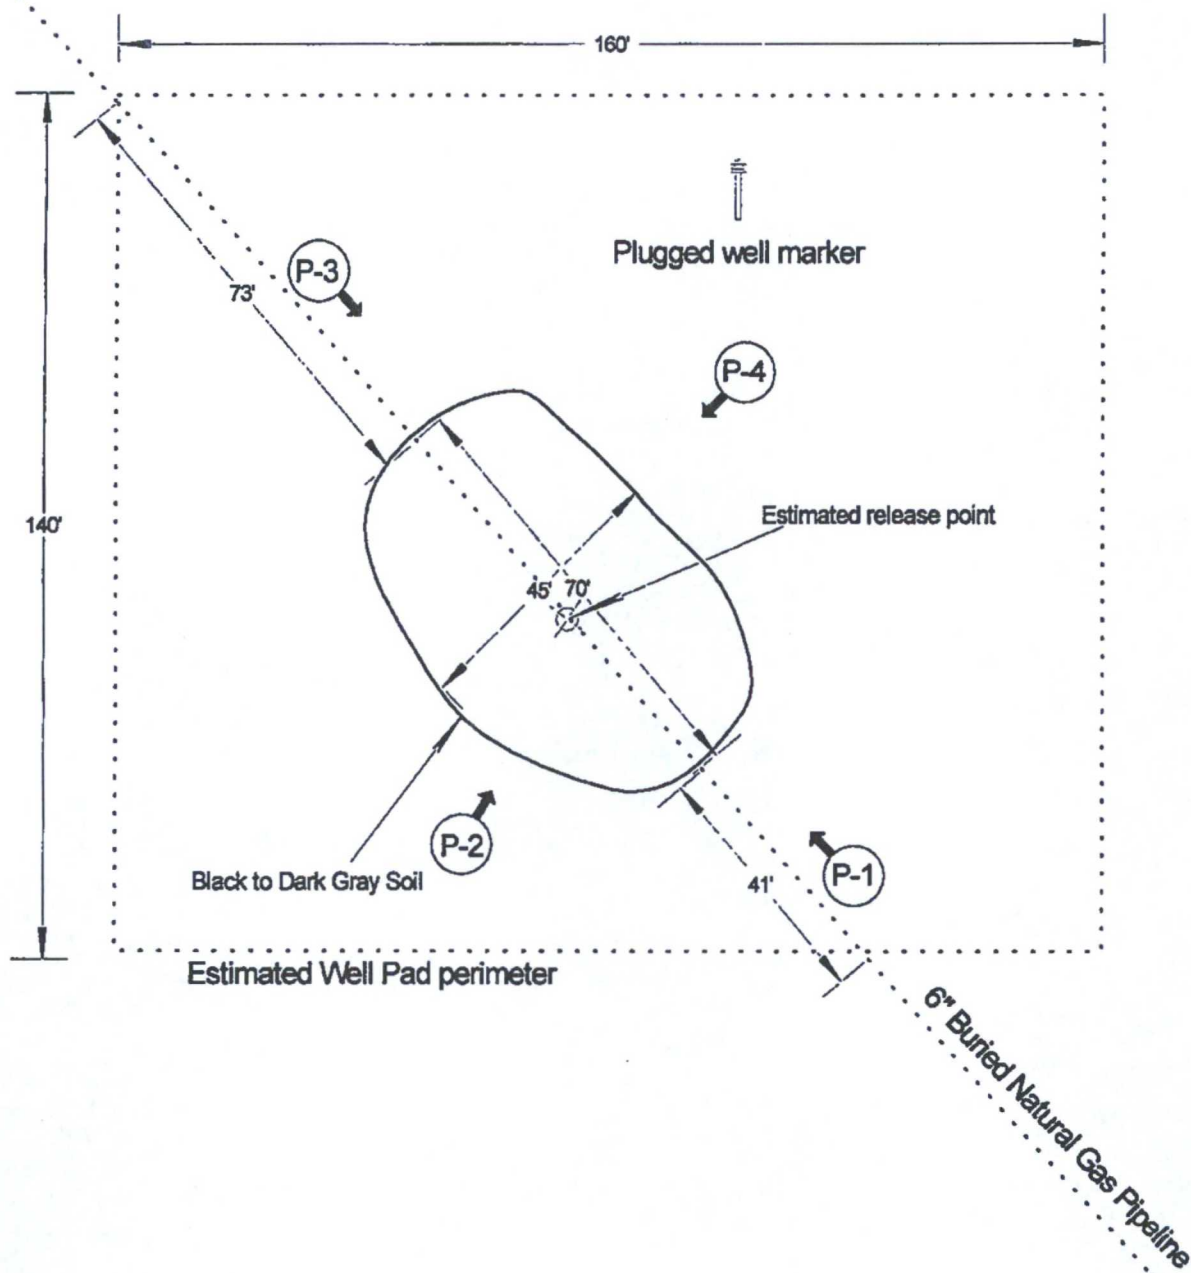 160'
Plugged well marker
P-3
73'
P-4
140'
Estimated release point
45' 70'
P-2
Black to Dark Gray Soil
P-1
41'
Estimated Well Pad perimeter
6" Buried Natural Gas Pipeline